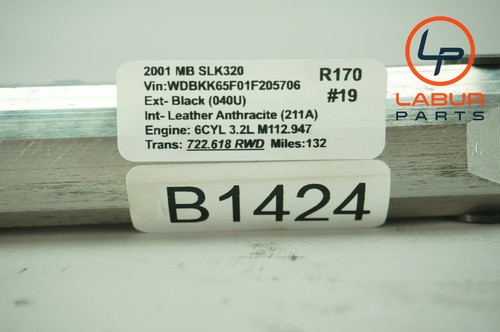 LP
LABUR
PARTS
2001 MB SLK320 R170
Vin:WDBKK65F01F205706 #19
Ext- Black (040U)
Int- Leather Anthracite (211A)
Engine: 6CYL 3.2L M112.947
Trans: 722.618 RWD Miles:132
B1424